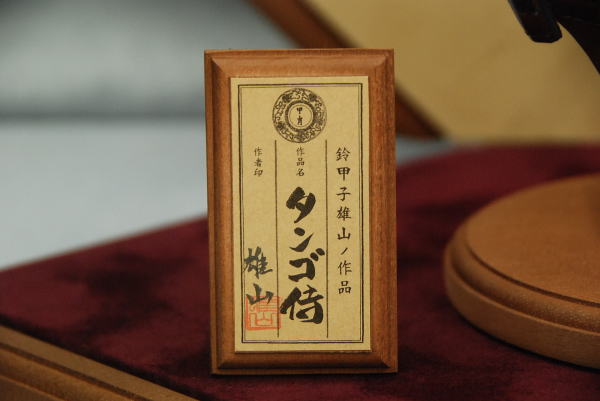 鈴甲子雄山ノ作品
甲冑
作品名
タンゴ侍
作者印
雄山